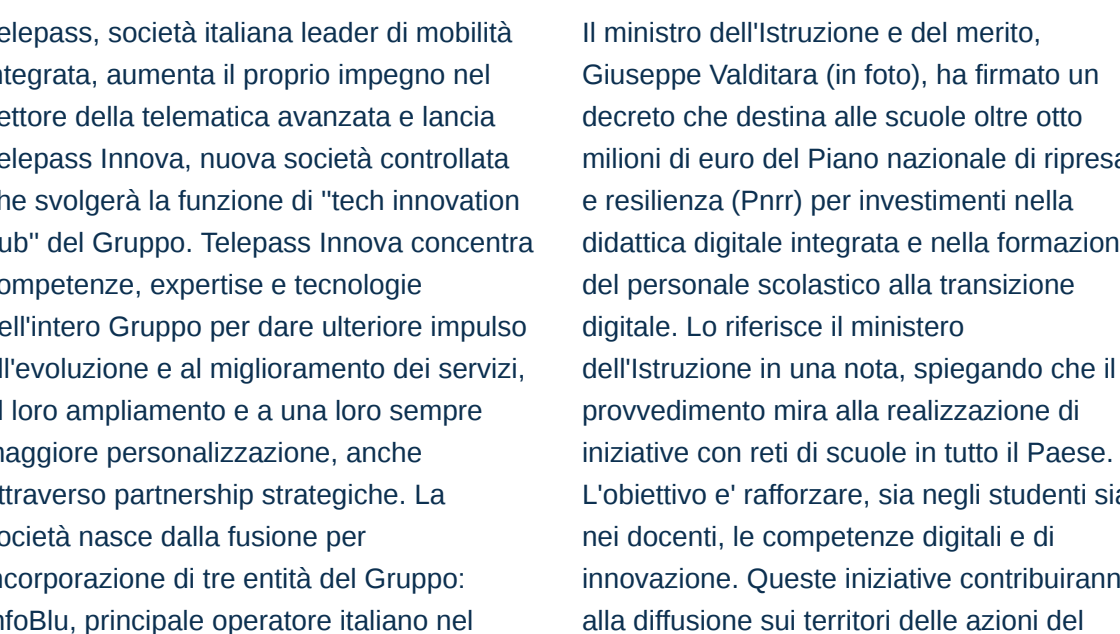 elepass, società italiana leader di mobilità
ntegrata, aumenta il proprio impegno nel
ettore della telematica avanzata e lancia
elepass Innova, nuova società controllata
he svolgerà la funzione di "tech innovation
ub" del Gruppo. Telepass Innova concentra
ompetenze, expertise e tecnologie
ell'intero Gruppo per dare ulteriore impulso
ll'evoluzione e al miglioramento dei servizi,
l loro ampliamento e a una loro sempre
naggiore personalizzazione, anche
ttraverso partnership strategiche. La
ocietà nasce dalla fusione per
ncorporazione di tre entità del Gruppo:
nfoBlu, principale operatore italiano nel
Il ministro dell'Istruzione e del merito,
Giuseppe Valditara (in foto), ha firmato un
decreto che destina alle scuole oltre otto
milioni di euro del Piano nazionale di ripresa
e resilienza (Pnrr) per investimenti nella
didattica digitale integrata e nella formazion
del personale scolastico alla transizione
digitale. Lo riferisce il ministero
dell'Istruzione in una nota, spiegando che il
provvedimento mira alla realizzazione di
iniziative con reti di scuole in tutto il Paese.
L'obiettivo e' rafforzare, sia negli studenti sia
nei docenti, le competenze digitali e di
innovazione. Queste iniziative contribuirann
alla diffusione sui territori delle azioni del